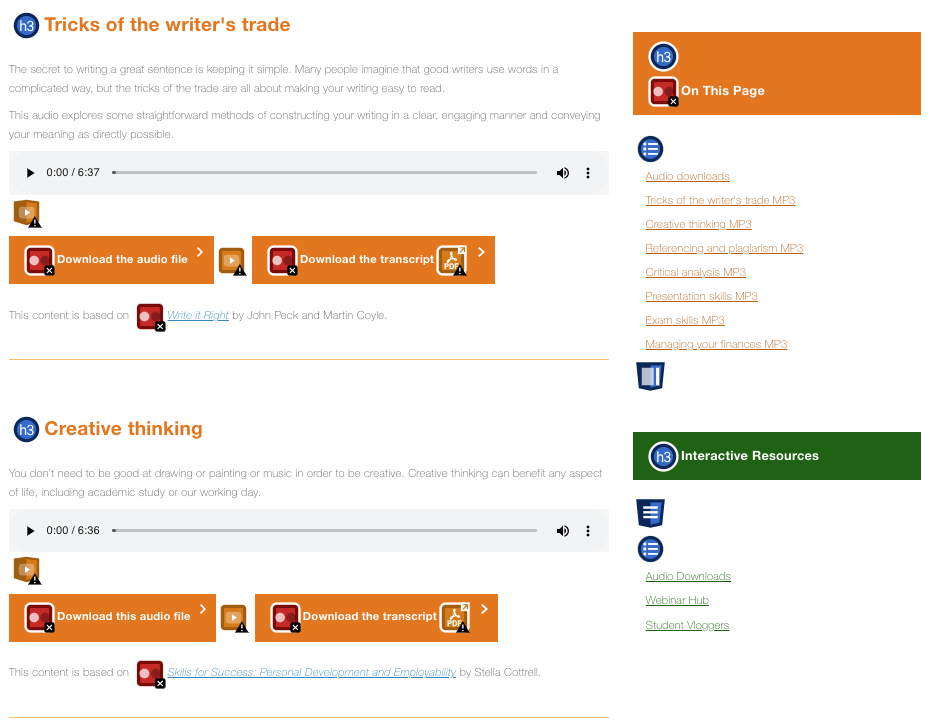 h3 Tricks of the writer's trade
The secret to writing a great sentence is keeping it simple. Many people imagine that good writers use words in a
complicated way, but the tricks of the trade are all about making your writing easy to read.
This audio explores some straightforward methods of constructing your writing in a clear, engaging manner and conveying
your meaning as directly possible.
0:00 / 6:37
Download the audio file
Download the transcript PDF
This content is based on Write it Right by John Peck and Martin Coyle.
h3 Creative thinking
You don't need to be good at drawing or painting or music in order to be creative. Creative thinking can benefit any aspect
of life, including academic study or our working day.
0:00 / 6:36
Download this audio file
Download the transcript PDF
This content is based on Skills for Success: Personal Development and Employability by Stella Cottrell.
h3
On This Page
Audio downloads
Tricks of the writer's trade MP3
Creative thinking MP3
Referencing and plagiarism MP3
Critical analysis MP3
Presentation skills MP3
Exam skills MP3
Managing your finances MP3
h3 Interactive Resources
Audio Downloads
Webinar Hub
Student Vloggers